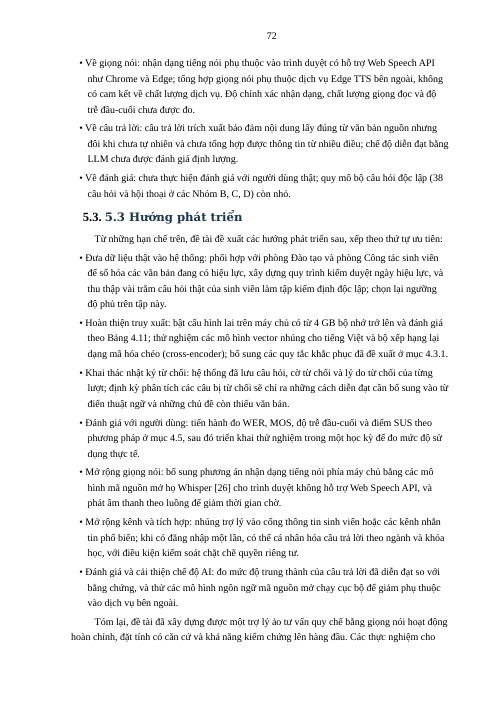 72
• Về giọng nói: nhận dạng tiếng nói phụ thuộc vào trình duyệt có hỗ trợ Web Speech API
như Chrome và Edge; tổng hợp giọng nói phụ thuộc dịch vụ Edge TTS bên ngoài, không
có cam kết về chất lượng dịch vụ. Độ chính xác nhận dạng, chất lượng giọng đọc và độ
trễ đầu-cuối chưa được đo.
• Về câu trả lời: câu trả lời trích xuất bảo đảm nội dung lấy đúng từ văn bản nguồn nhưng
đôi khi chưa tự nhiên và chưa tổng hợp được thông tin từ nhiều điều; chế độ diễn đạt bằng
LLM chưa được đánh giá định lượng.
• Về đánh giá: chưa thực hiện đánh giá với người dùng thật; quy mô bộ câu hỏi độc lập (38
câu hỏi và hội thoại ở các Nhóm B, C, D) còn nhỏ.
5.3. 5.3 Hướng phát triển
Từ những hạn chế trên, đề tài đề xuất các hướng phát triển sau, xếp theo thứ tự ưu tiên:
• Đưa dữ liệu thật vào hệ thống: phối hợp với phòng Đào tạo và phòng Công tác sinh viên
để số hóa các văn bản đang có hiệu lực, xây dựng quy trình kiểm duyệt ngày hiệu lực, và
thu thập vài trăm câu hỏi thật của sinh viên làm tập kiểm định độc lập; chọn lại ngưỡng
độ phủ trên tập này.
• Hoàn thiện truy xuất: bật cấu hình lai trên máy chủ có từ 4 GB bộ nhớ trở lên và đánh giá
theo Bảng 4.11; thử nghiệm các mô hình vector nhúng cho tiếng Việt và bộ xếp hạng lại
dạng mã hóa chéo (cross-encoder); bổ sung các quy tắc khắc phục đã đề xuất ở mục 4.3.1.
• Khai thác nhật ký từ chối: hệ thống đã lưu câu hỏi, cờ từ chối và lý do từ chối của từng
lượt; định kỳ phân tích các câu bị từ chối sẽ chỉ ra những cách diễn đạt cần bổ sung vào từ
điển thuật ngữ và những chủ đề còn thiếu văn bản.
• Đánh giá với người dùng: tiến hành đo WER, MOS, độ trễ đầu-cuối và điểm SUS theo
phương pháp ở mục 4.5, sau đó triển khai thử nghiệm trong một học kỳ để đo mức độ sử
dụng thực tế.
• Mở rộng giọng nói: bổ sung phương án nhận dạng tiếng nói phía máy chủ bằng các mô
hình mã nguồn mở họ Whisper [26] cho trình duyệt không hỗ trợ Web Speech API, và
phát âm thanh theo luồng để giảm thời gian chờ.
• Mở rộng kênh và tích hợp: nhúng trợ lý vào cổng thông tin sinh viên hoặc các kênh nhắn
tin phổ biến; khi có đăng nhập một lần, có thể cá nhân hóa câu trả lời theo ngành và khóa
học, với điều kiện kiểm soát chặt chẽ quyền riêng tư.
• Đánh giá và cải thiện chế độ AI: đo mức độ trung thành của câu trả lời đã diễn đạt so với
bằng chứng, và thử các mô hình ngôn ngữ mã nguồn mở chạy cục bộ để giảm phụ thuộc
vào dịch vụ bên ngoài.
Tóm lại, đề tài đã xây dựng được một trợ lý ảo tư vấn quy chế bằng giọng nói hoạt động
hoàn chỉnh, đặt tính có căn cứ và khả năng kiểm chứng lên hàng đầu. Các thực nghiệm cho